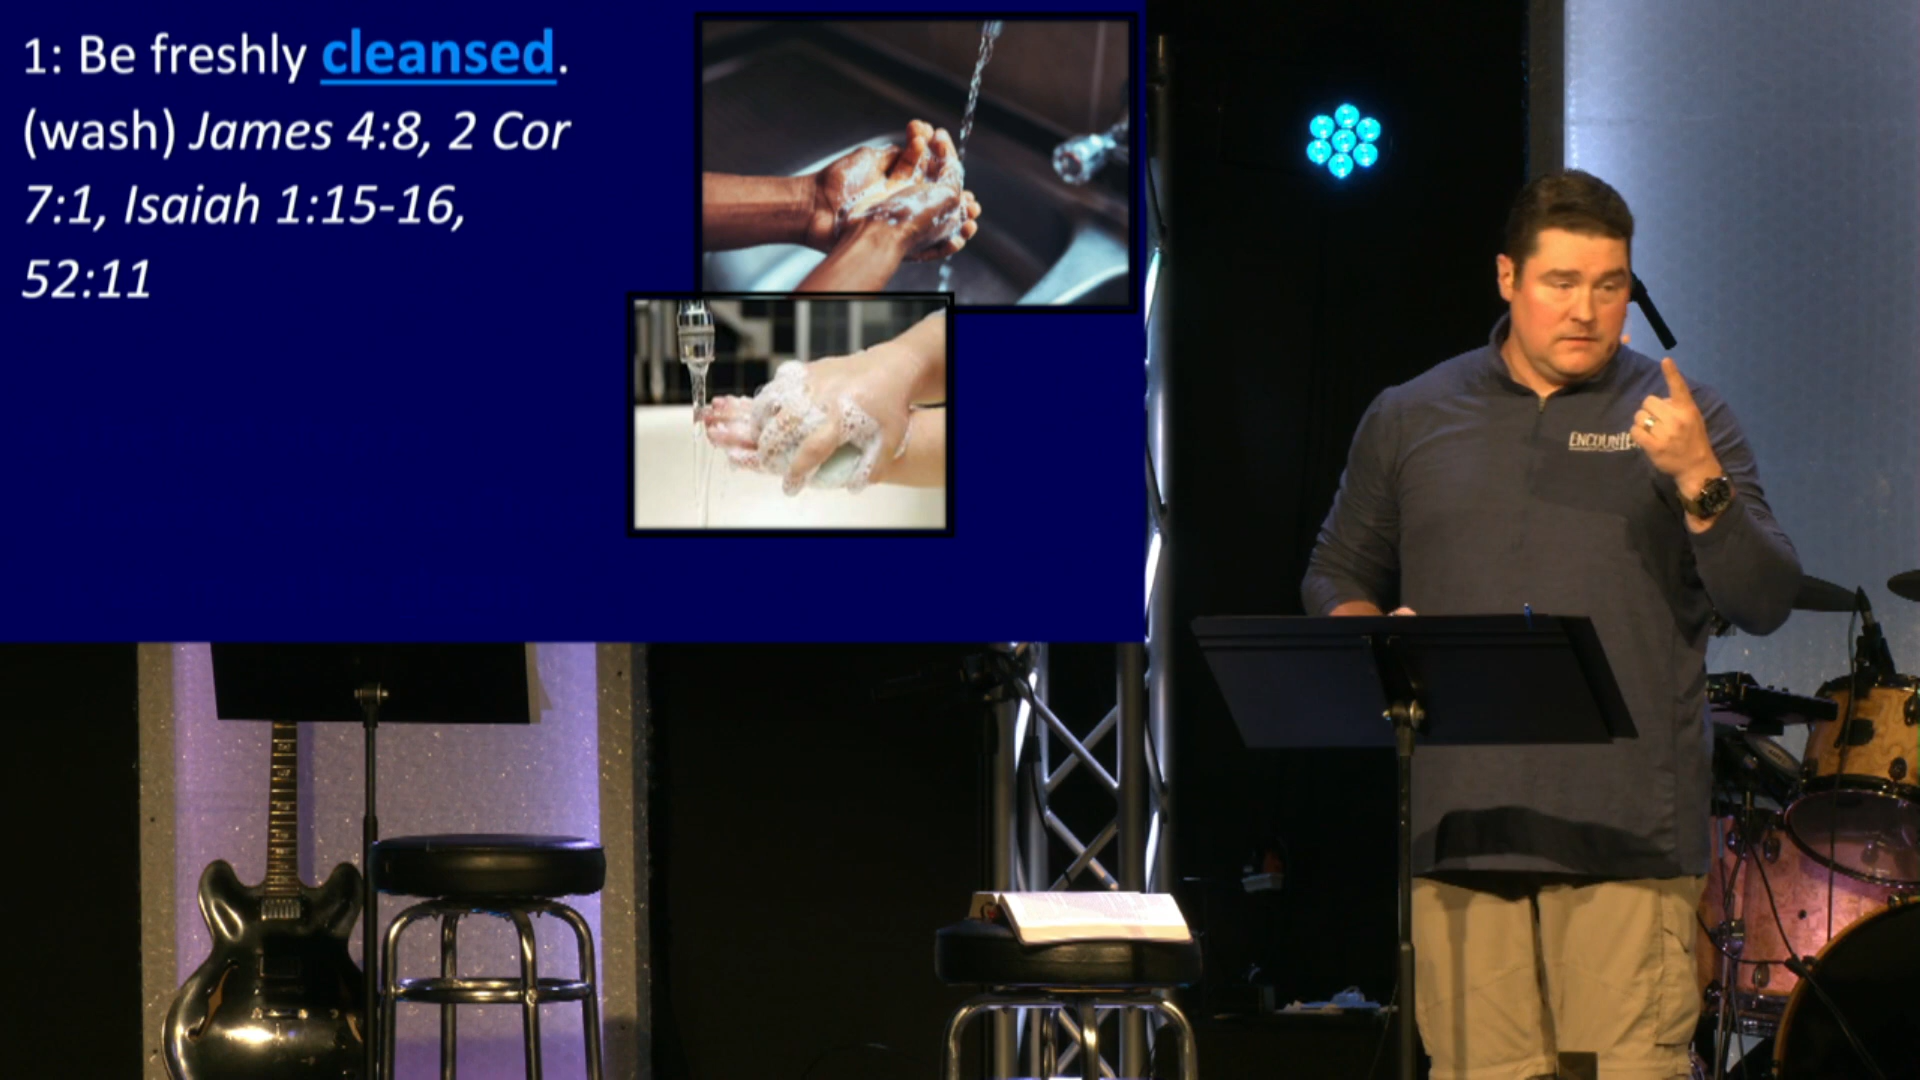 1: Be freshly cleansed.
(wash) James 4:8, 2 Cor
7:1, Isaiah 1:15-16,
52:11